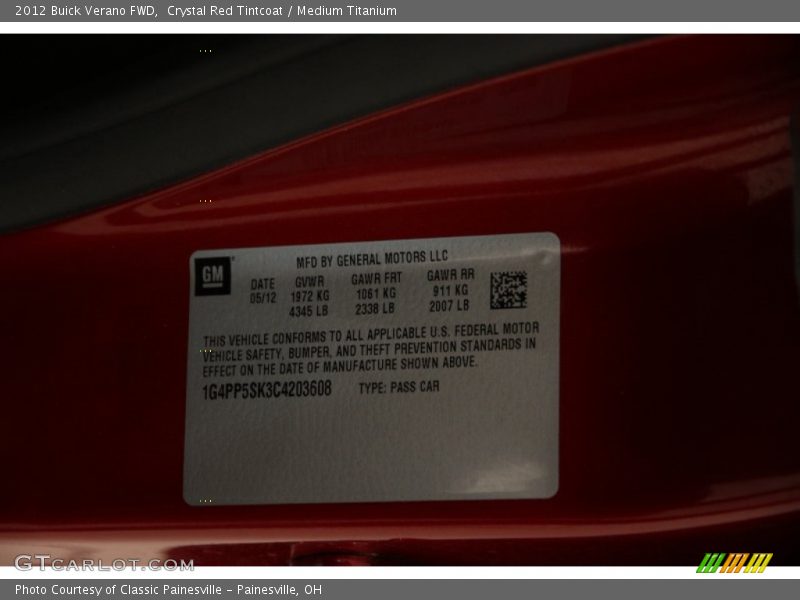 2012 Buick Verano FWD,  Crystal Red Tintcoat / Medium Titanium
MFD BY GENERAL MOTORS LLC
GM
DATE GVWR GAWR FRT GAWR RR
05/12 1972 KG 1061 KG 911 KG
4345 LB 2338 LB 2007 LB
THIS VEHICLE CONFORMS TO ALL APPLICABLE U.S. FEDERAL MOTOR
VEHICLE SAFETY, BUMPER, AND THEFT PREVENTION STANDARDS IN
EFFECT ON THE DATE OF MANUFACTURE SHOWN ABOVE.
1G4PP5SK3C4203608 TYPE: PASS CAR
GTCARLOT.COM
Photo Courtesy of Classic Painesville - Painesville, OH